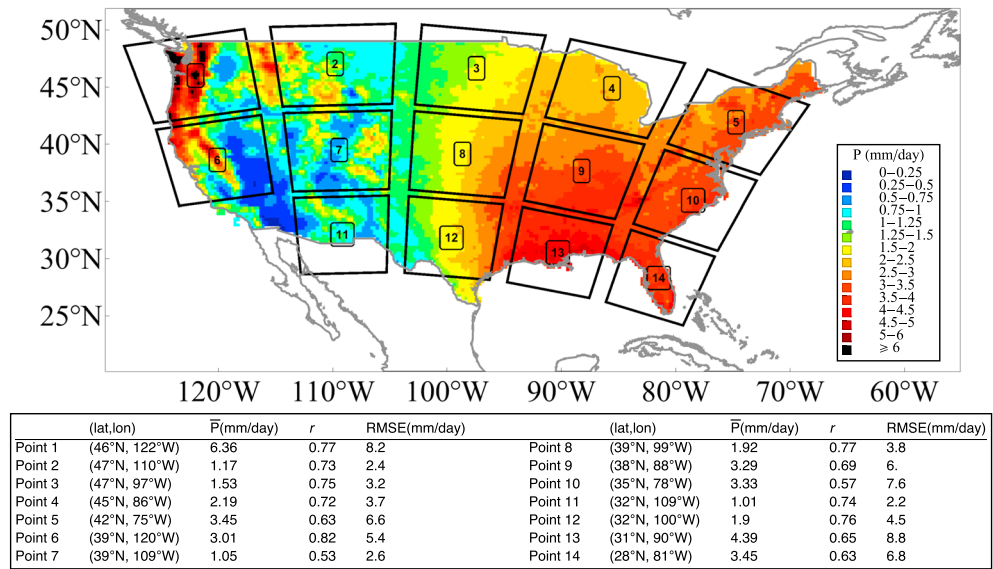 50°N
45°N
40°N
35°N
30°N
25°N
120°W 110°W 100°W 90°W 80°W 70°W 60°W
2
3
4
5
6
7
8
9
10
11
12
13
14
P (mm/day)
0−0.25
0.25−0.5
0.5−0.75
0.75−1
1−1.25
1.25−1.5
1.5−2
2−2.5
2.5−3
3−3.5
3.5−4
4−4.5
4.5−5
5−6
⩾ 6
(lat,lon) P̅(mm/day) r RMSE(mm/day) (lat,lon) P̅(mm/day) r RMSE(mm/day)
Point 1 (46°N, 122°W) 6.36 0.77 8.2 Point 8 (39°N, 99°W) 1.92 0.77 3.8
Point 2 (47°N, 110°W) 1.17 0.73 2.4 Point 9 (38°N, 88°W) 3.29 0.69 6.
Point 3 (47°N, 97°W) 1.53 0.75 3.2 Point 10 (35°N, 78°W) 3.33 0.57 7.6
Point 4 (45°N, 86°W) 2.19 0.72 3.7 Point 11 (32°N, 109°W) 1.01 0.74 2.2
Point 5 (42°N, 75°W) 3.45 0.63 6.6 Point 12 (32°N, 100°W) 1.9 0.76 4.5
Point 6 (39°N, 120°W) 3.01 0.82 5.4 Point 13 (31°N, 90°W) 4.39 0.65 8.8
Point 7 (39°N, 109°W) 1.05 0.53 2.6 Point 14 (28°N, 81°W) 3.45 0.63 6.8